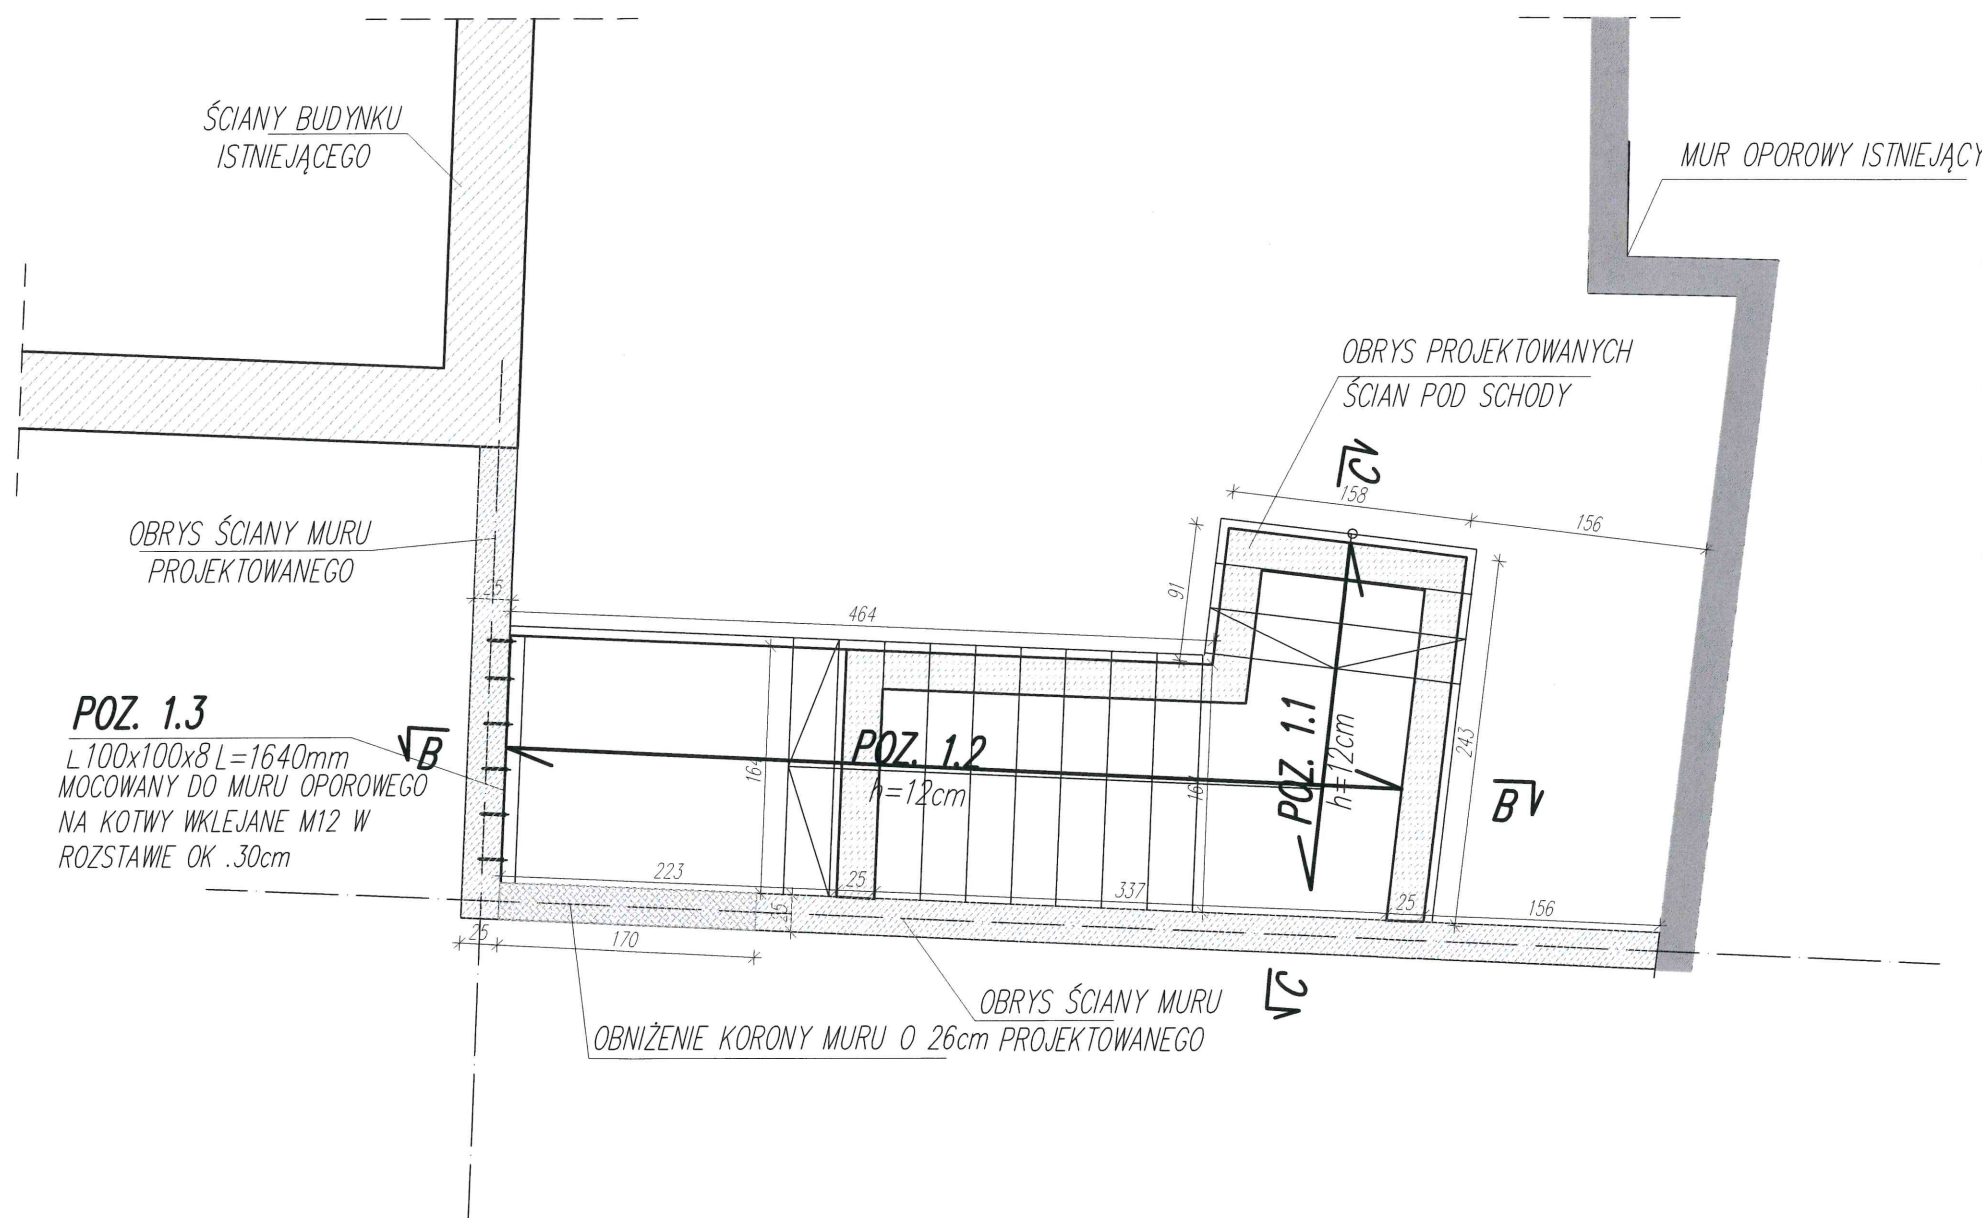 ŚCIANY BUDYNKU
ISTNIEJĄCEGO
MUR OPOROWY ISTNIEJĄCY
OBRYS PROJEKTOWANYCH
ŚCIAN POD SCHODY
C
158
156
OBRYS ŚCIANY MURU
PROJEKTOWANEGO
25
464
91
243
POZ. 1.3
L 100x100x8 L=1640mm
MOCOWANY DO MURU OPOROWEGO
NA KOTWY WKLEJANE M12 W
ROZSTAWIE OK .30cm
B
164
POZ. 1.2
h=12cm
POZ. 1.1
h=12cm
B
223
25
337
25
156
25
170
C
OBRYS ŚCIANY MURU
PROJEKTOWANEGO
OBNIŻENIE KORONY MURU O 26cm